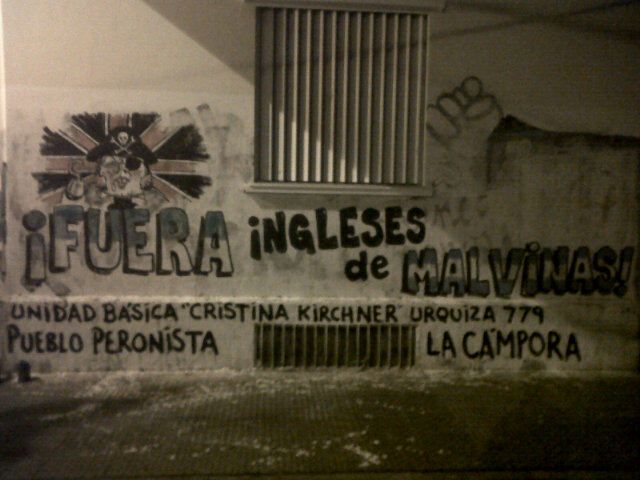 ¡FUERA iNGLESES
de MALViNAS!
UNIDAD BÁSICA "CRISTINA KIRCHNER" URQUIZA 779
PUEBLO PERONiSTA LA CÁMPORA